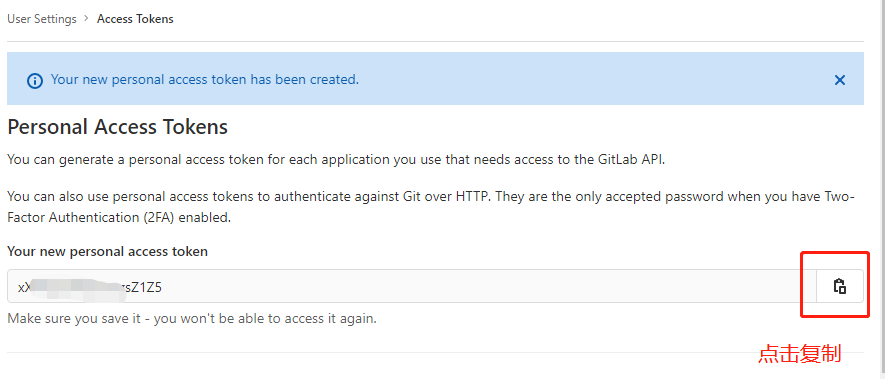 User Settings > Access Tokens
Your new personal access token has been created.
Personal Access Tokens
You can generate a personal access token for each application you use that needs access to the GitLab API.
You can also use personal access tokens to authenticate against Git over HTTP. They are the only accepted password when you have Two-
Factor Authentication (2FA) enabled.
Your new personal access token
Make sure you save it - you won't be able to access it again.
点击复制